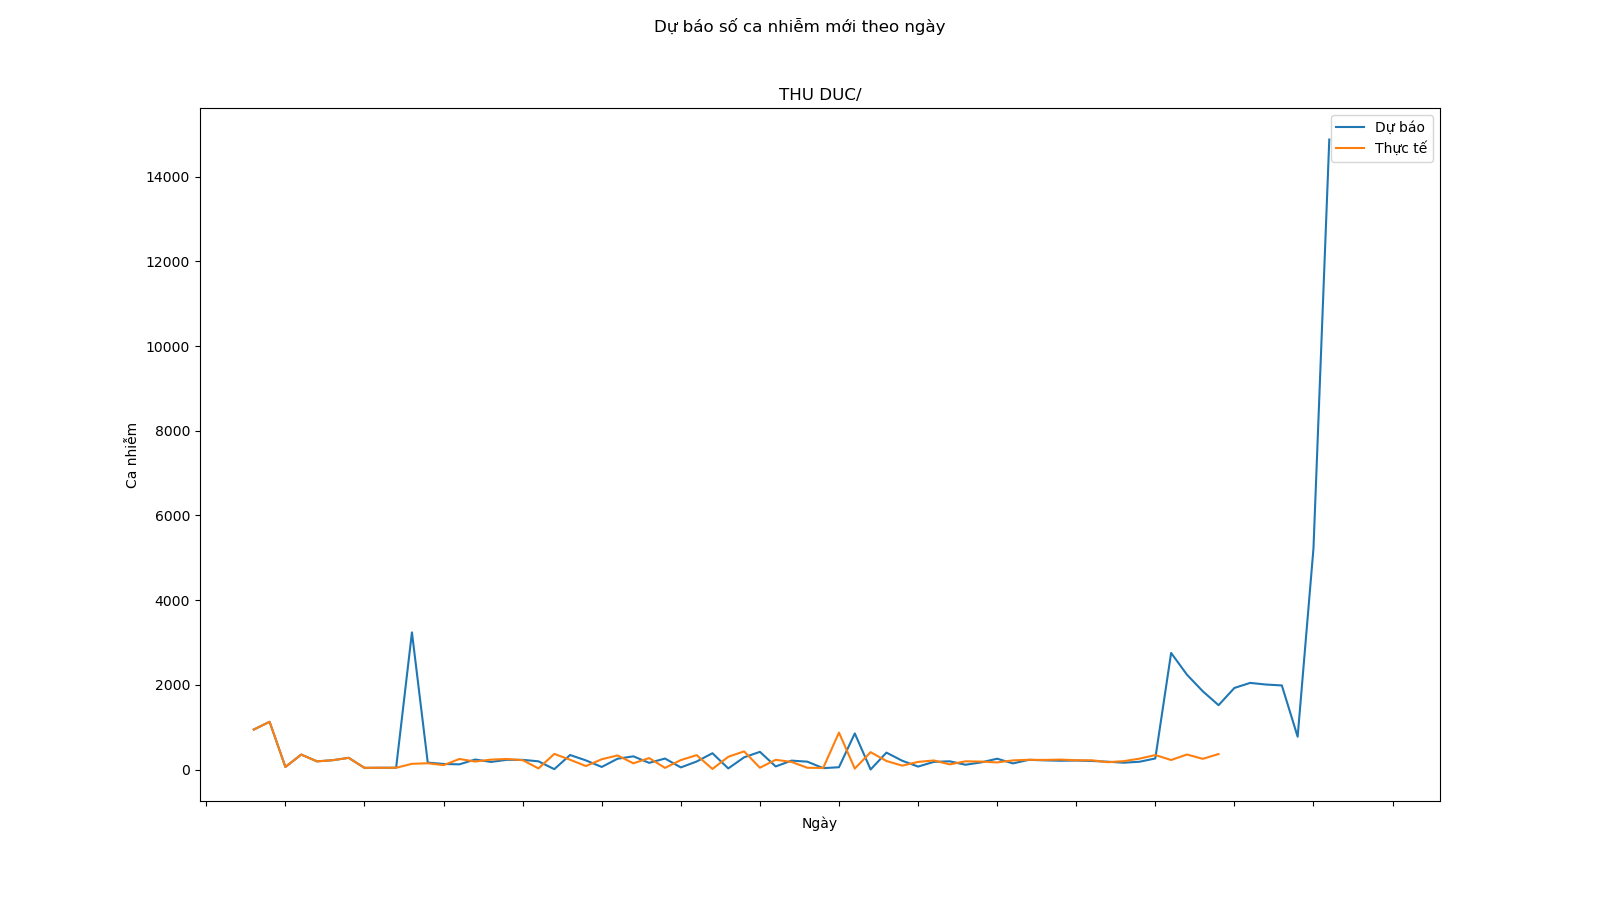 Dự báo số ca nhiễm mới theo ngày
THU DUC/
Dự báo
Thực tế
14000
12000
10000
8000
6000
4000
2000
0
Ca nhiễm
Ngày